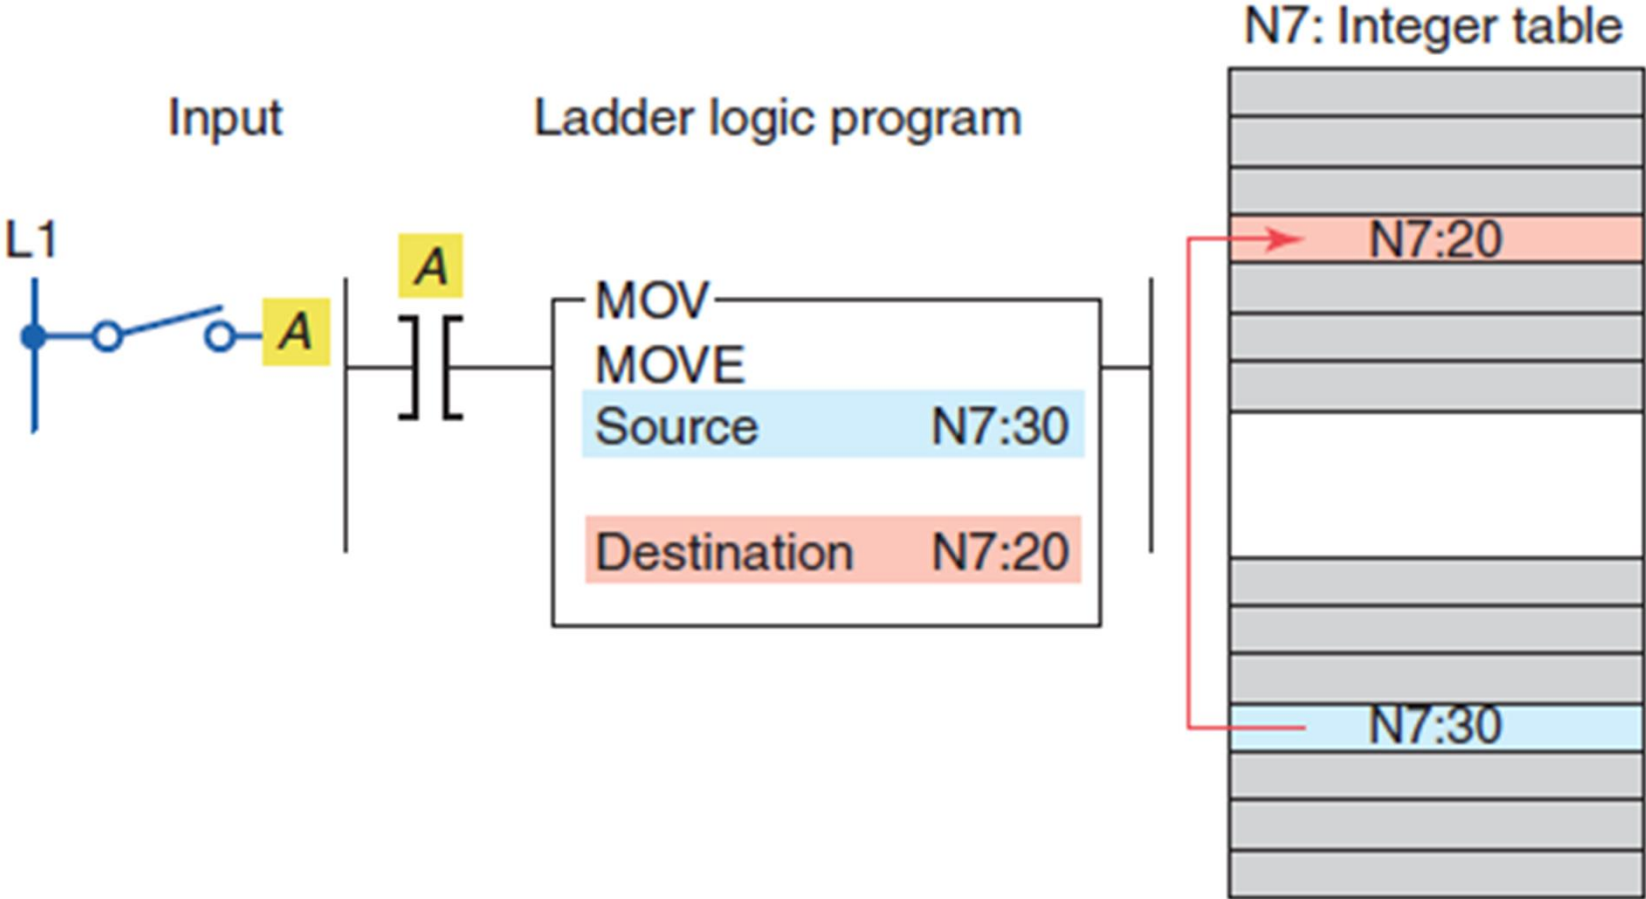 N7: Integer table
Input
Ladder logic program
L1
A
A
MOV
MOVE
Source N7:30
Destination N7:20
N7:20
N7:30